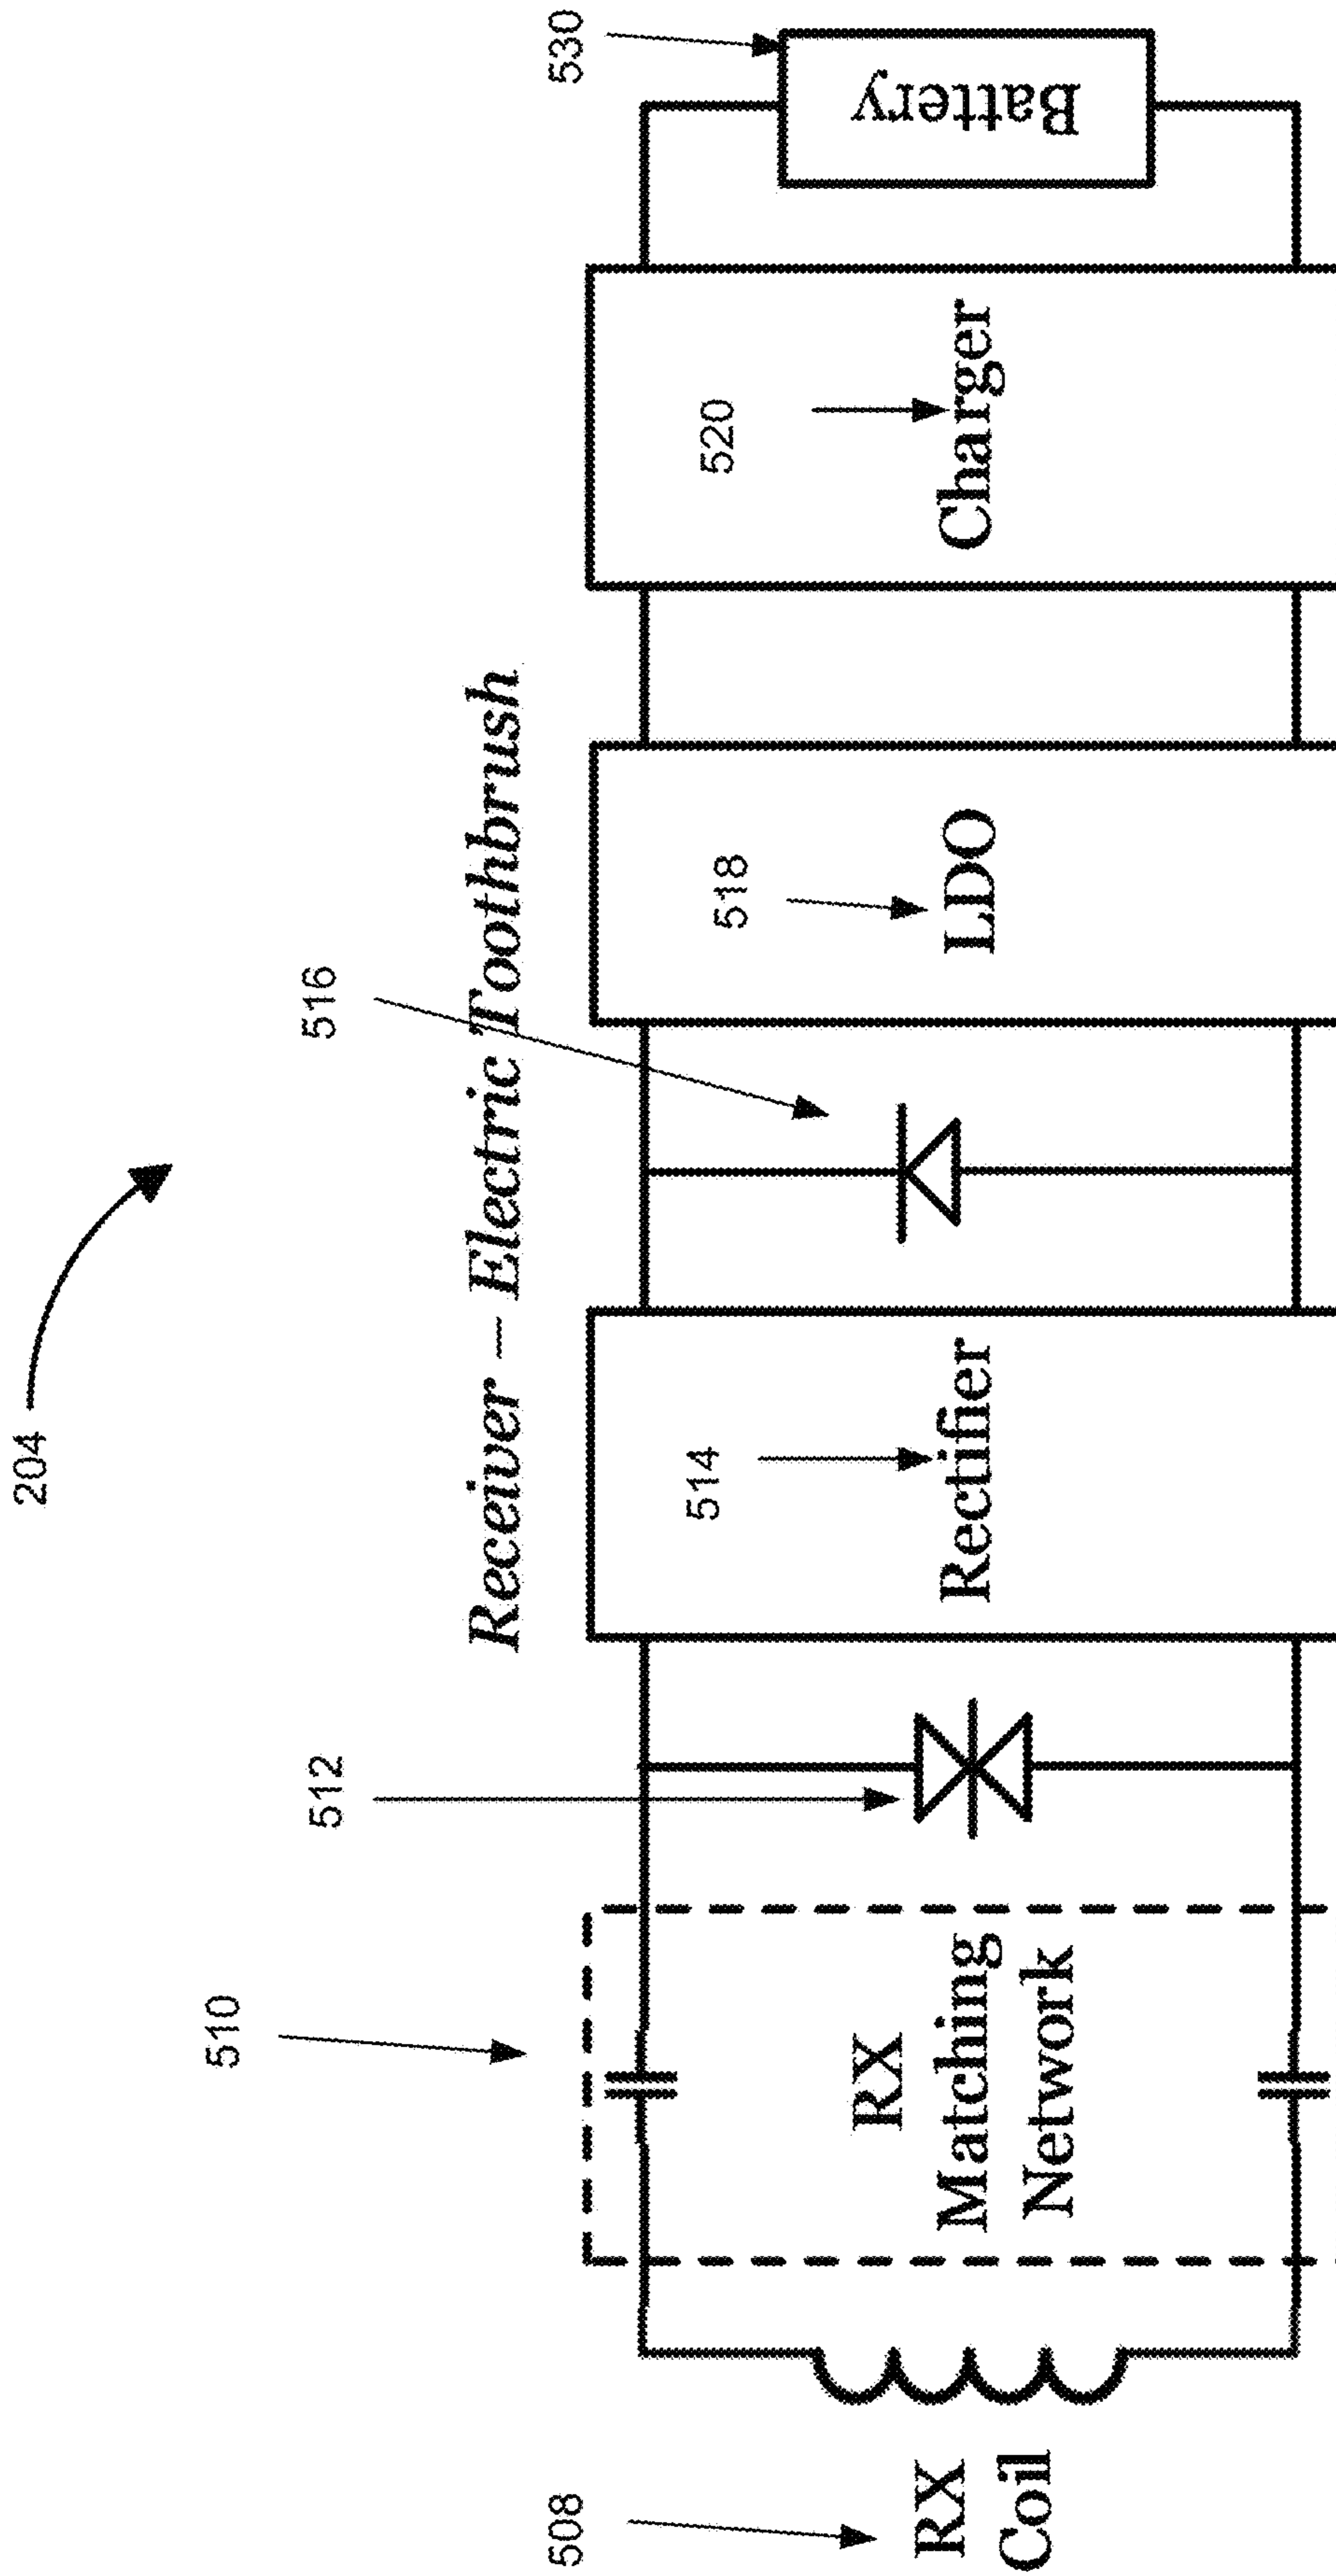 204
Receiver – Electric Toothbrush
508
RX
Coil
510
RX
Matching
Network
512
514
Rectifier
516
518
LDO
520
Charger
530
Battery